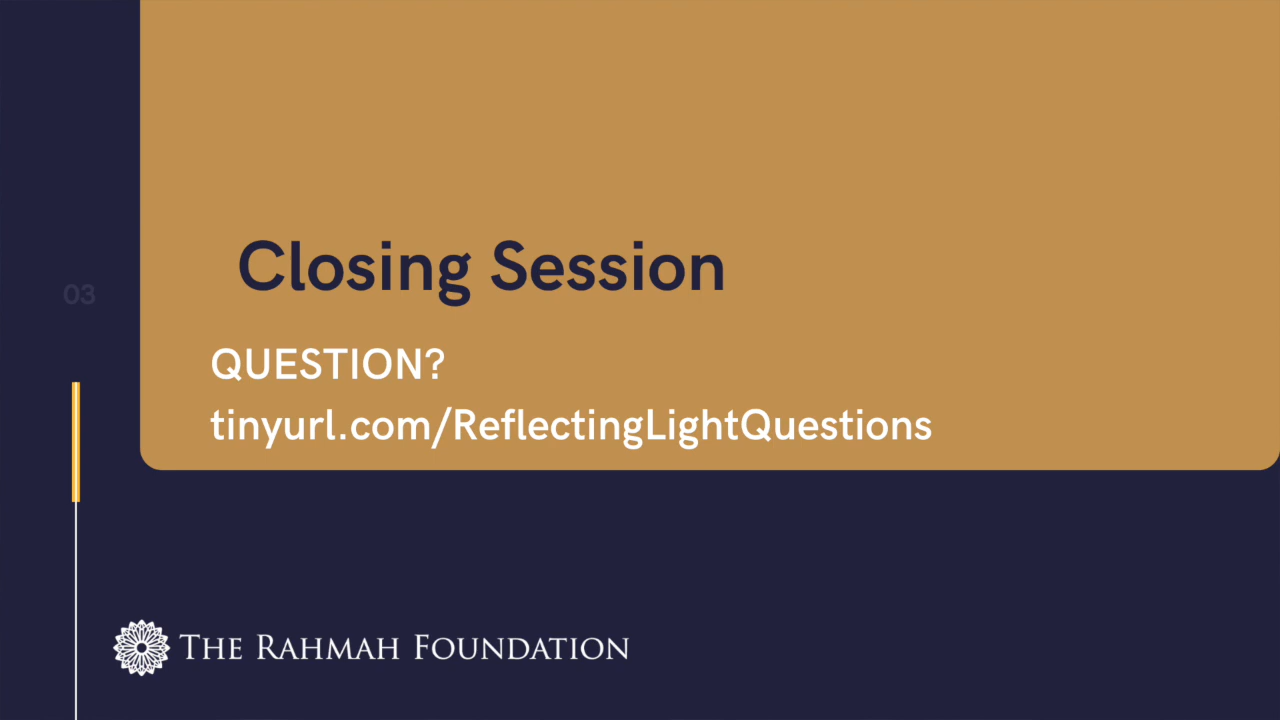 Closing Session
03
QUESTION?
tinyurl.com/ReflectingLightQuestions
THE RAHMAH FOUNDATION